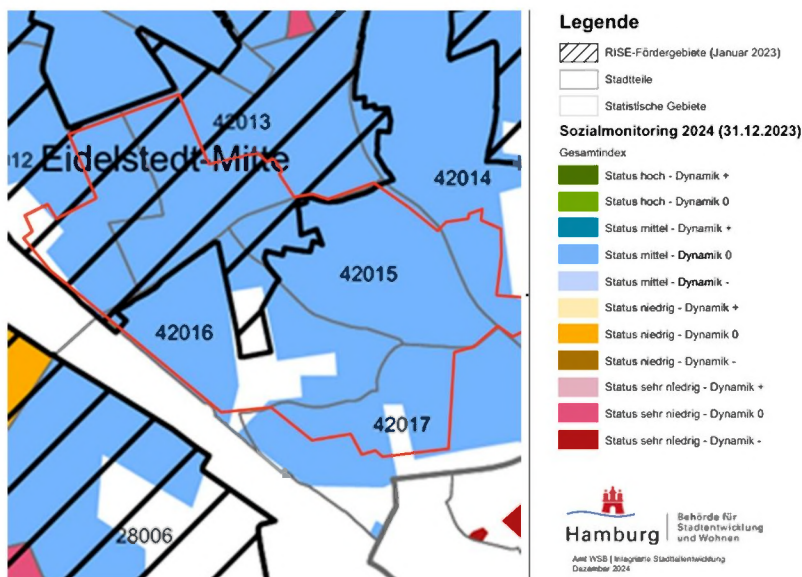 42013
012 Eidelstedt-Mitte
42014
42015
42016
42017
28006
Legende
RISE-Fördergebiete (Januar 2023)
Stadtteile
Statistische Gebiete
Sozialmonitoring 2024 (31.12.2023)
Gesamtindex
Status hoch - Dynamik +
Status hoch - Dynamik 0
Status mittel - Dynamik +
Status mittel - Dynamik 0
Status mittel - Dynamik -
Status niedrig - Dynamik +
Status niedrig - Dynamik 0
Status niedrig - Dynamik -
Status sehr niedrig - Dynamik +
Status sehr niedrig - Dynamik 0
Status sehr niedrig - Dynamik -
Hamburg
Behörde für
Stadtentwicklung
und Wohnen
Amt WSB | Integrierte Stadtteilentwicklung
Dezember 2024